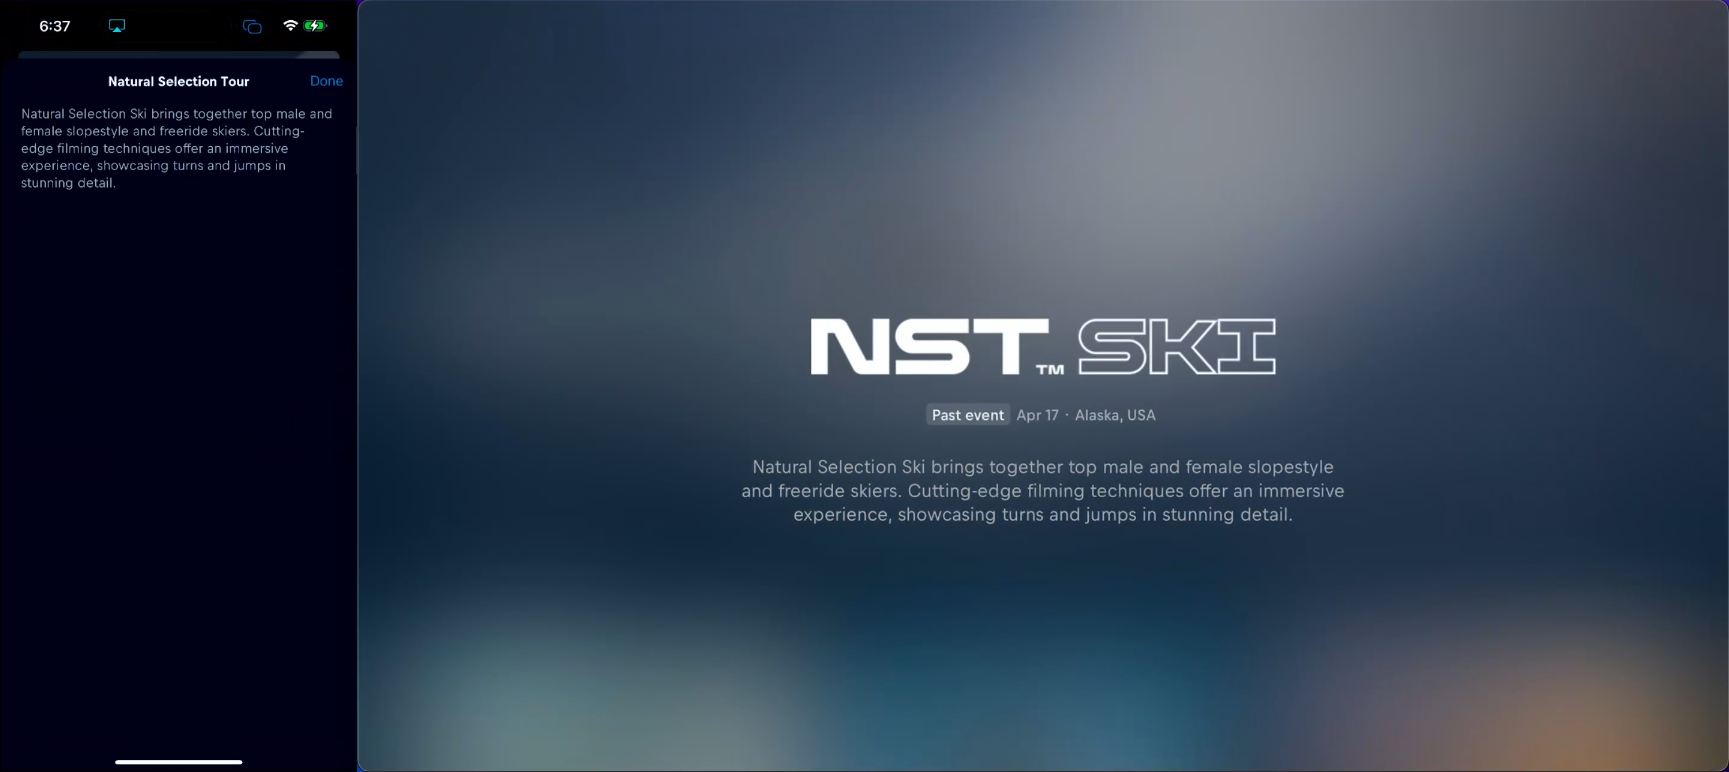 6:37
Natural Selection Tour
Done
Natural Selection Ski brings together top male and
female slopestyle and freeride skiers. Cutting-
edge filming techniques offer an immersive
experience, showcasing turns and jumps in
stunning detail.
NST™ SKI
Past event Apr 17 · Alaska, USA
Natural Selection Ski brings together top male and female slopestyle
and freeride skiers. Cutting-edge filming techniques offer an immersive
experience, showcasing turns and jumps in stunning detail.